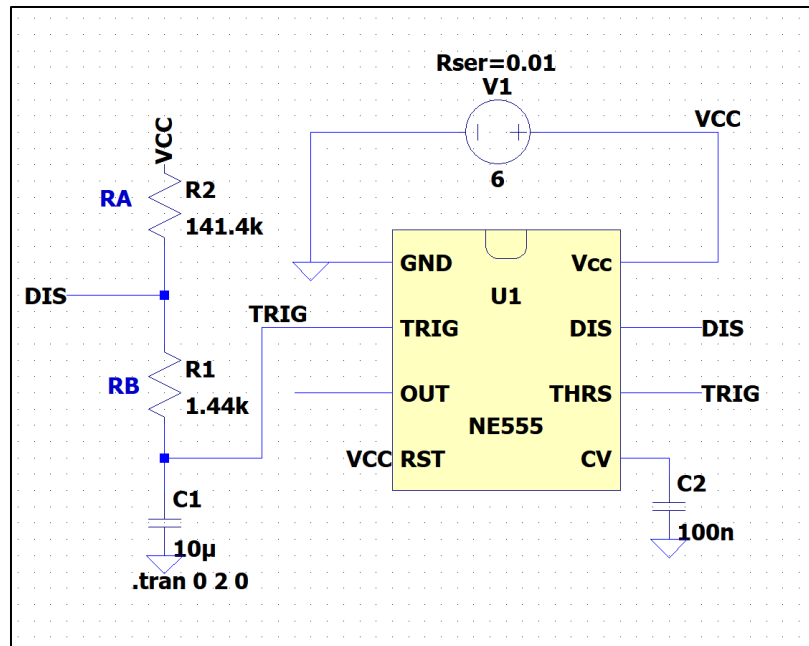 Rser=0.01
V1
VCC
6
VCC
RA
R2
141.4k
DIS
TRIG
RB
R1
1.44k
C1
10µ
.tran 0 2 0
GND
Vcc
U1
TRIG
DIS
DIS
OUT
THRS
TRIG
NE555
VCC
RST
CV
C2
100n